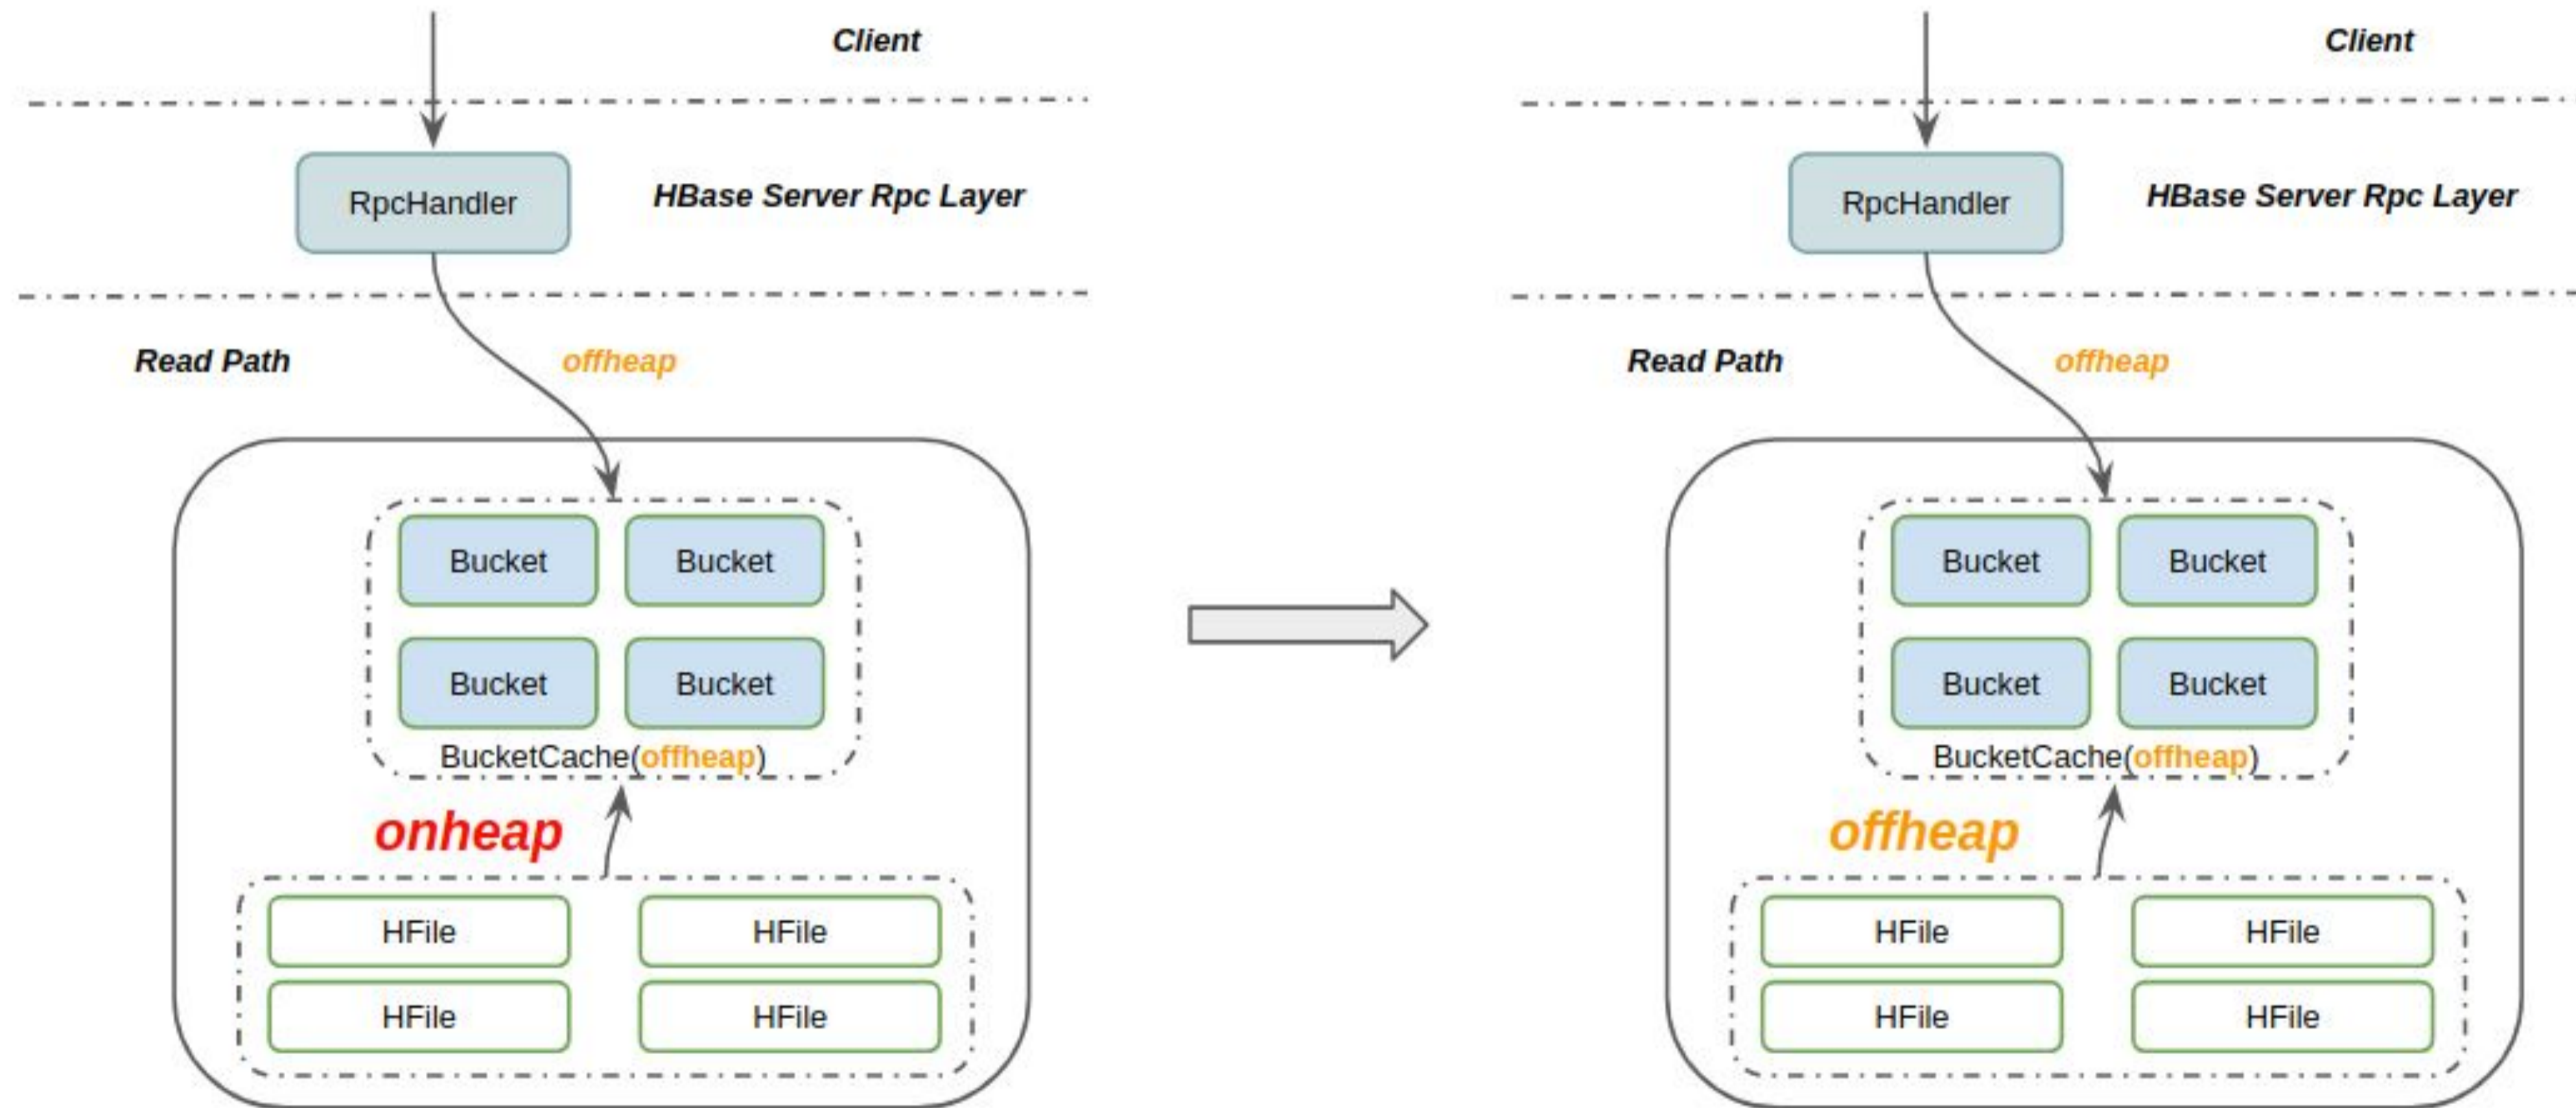 Client
RpcHandler
HBase Server Rpc Layer
Read Path
offheap
Bucket
Bucket
Bucket
Bucket
BucketCache(offheap)
onheap
HFile
HFile
HFile
HFile
Client
RpcHandler
HBase Server Rpc Layer
Read Path
offheap
Bucket
Bucket
Bucket
Bucket
BucketCache(offheap)
offheap
HFile
HFile
HFile
HFile